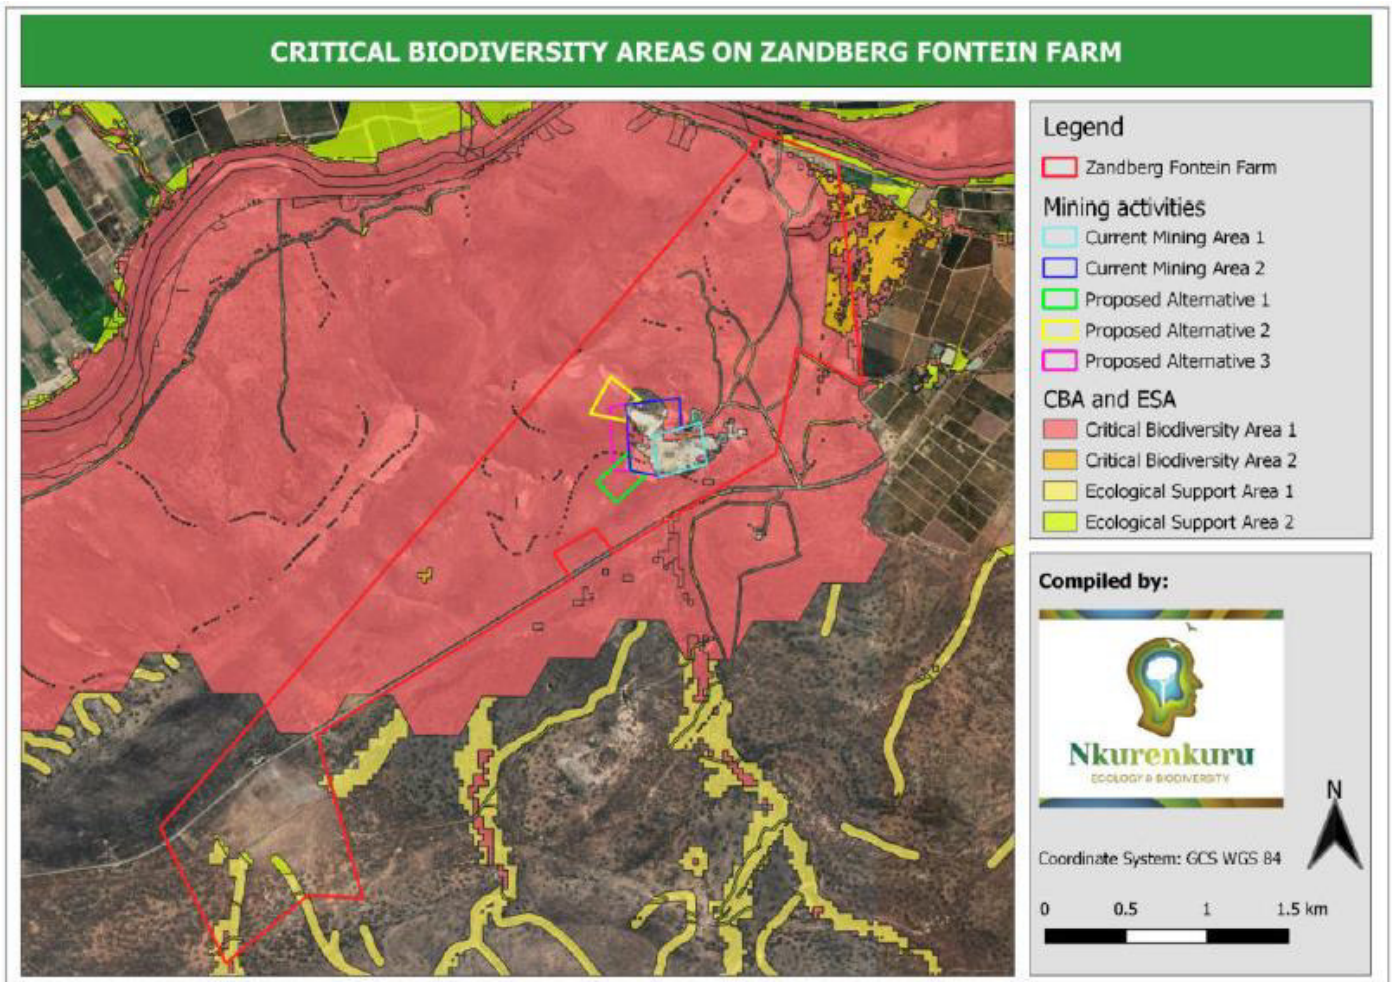 CRITICAL BIODIVERSITY AREAS ON ZANDBERG FONTEIN FARM
Legend
Zandberg Fontein Farm
Mining activities
Current Mining Area 1
Current Mining Area 2
Proposed Alternative 1
Proposed Alternative 2
Proposed Alternative 3
CBA and ESA
Critical Biodiversity Area 1
Critical Biodiversity Area 2
Ecological Support Area 1
Ecological Support Area 2
Compiled by:
Nkurenkuru
ECOLOGY & BIODIVERSITY
N
Coordinate System: GCS WGS 84
0 0.5 1 1.5 km